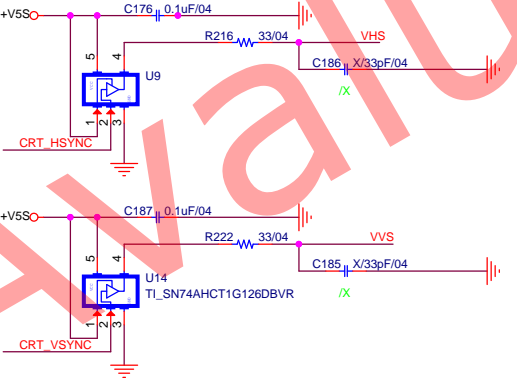 C176 0.1uF/04
+V5S
R216 33/04 VHS
5 4
U9
C186 X/33pF/04
/X
1 2 3
CRT_HSYNC
C187 0.1uF/04
+V5S
R222 33/04 VVS
5 4
U14
C185 X/33pF/04
TI_SN74AHCT1G126DBVR
/X
1 2 3
CRT_VSYNC